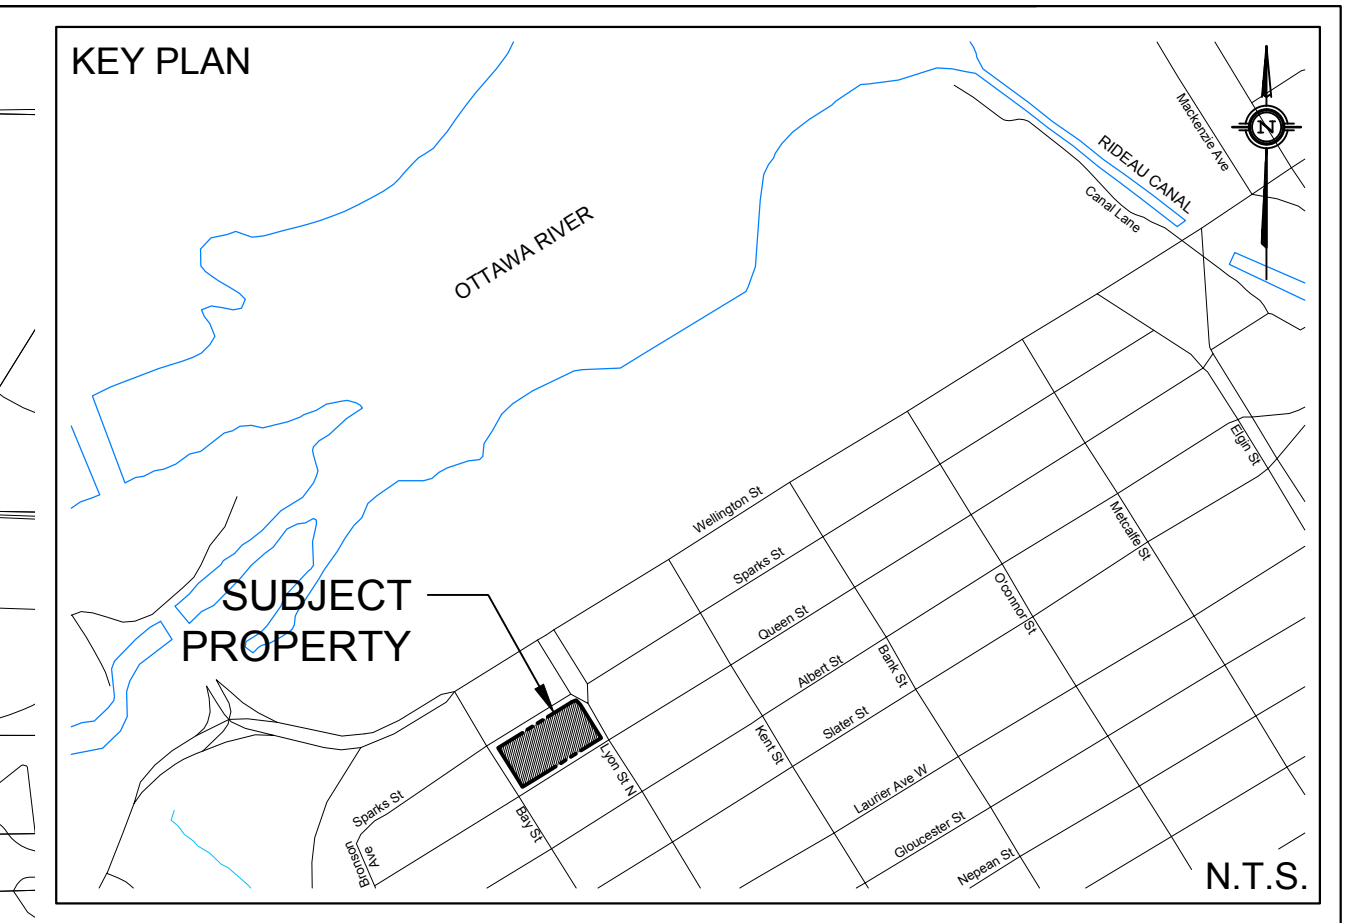 KEY PLAN
Mackenzie Ave
N
RIDEAU CANAL
Canal Lane
OTTAWA RIVER
Elgin St
Wellington St
Metcalfe St
Sparks St
O'connor St
SUBJECT
PROPERTY
Queen St
Bank St
Albert St
Slater St
Kent St
Lyon St N
Laurier Ave W
Sparks St
Bay St
Gloucester St
Bronson
Ave
Nepean St
N.T.S.